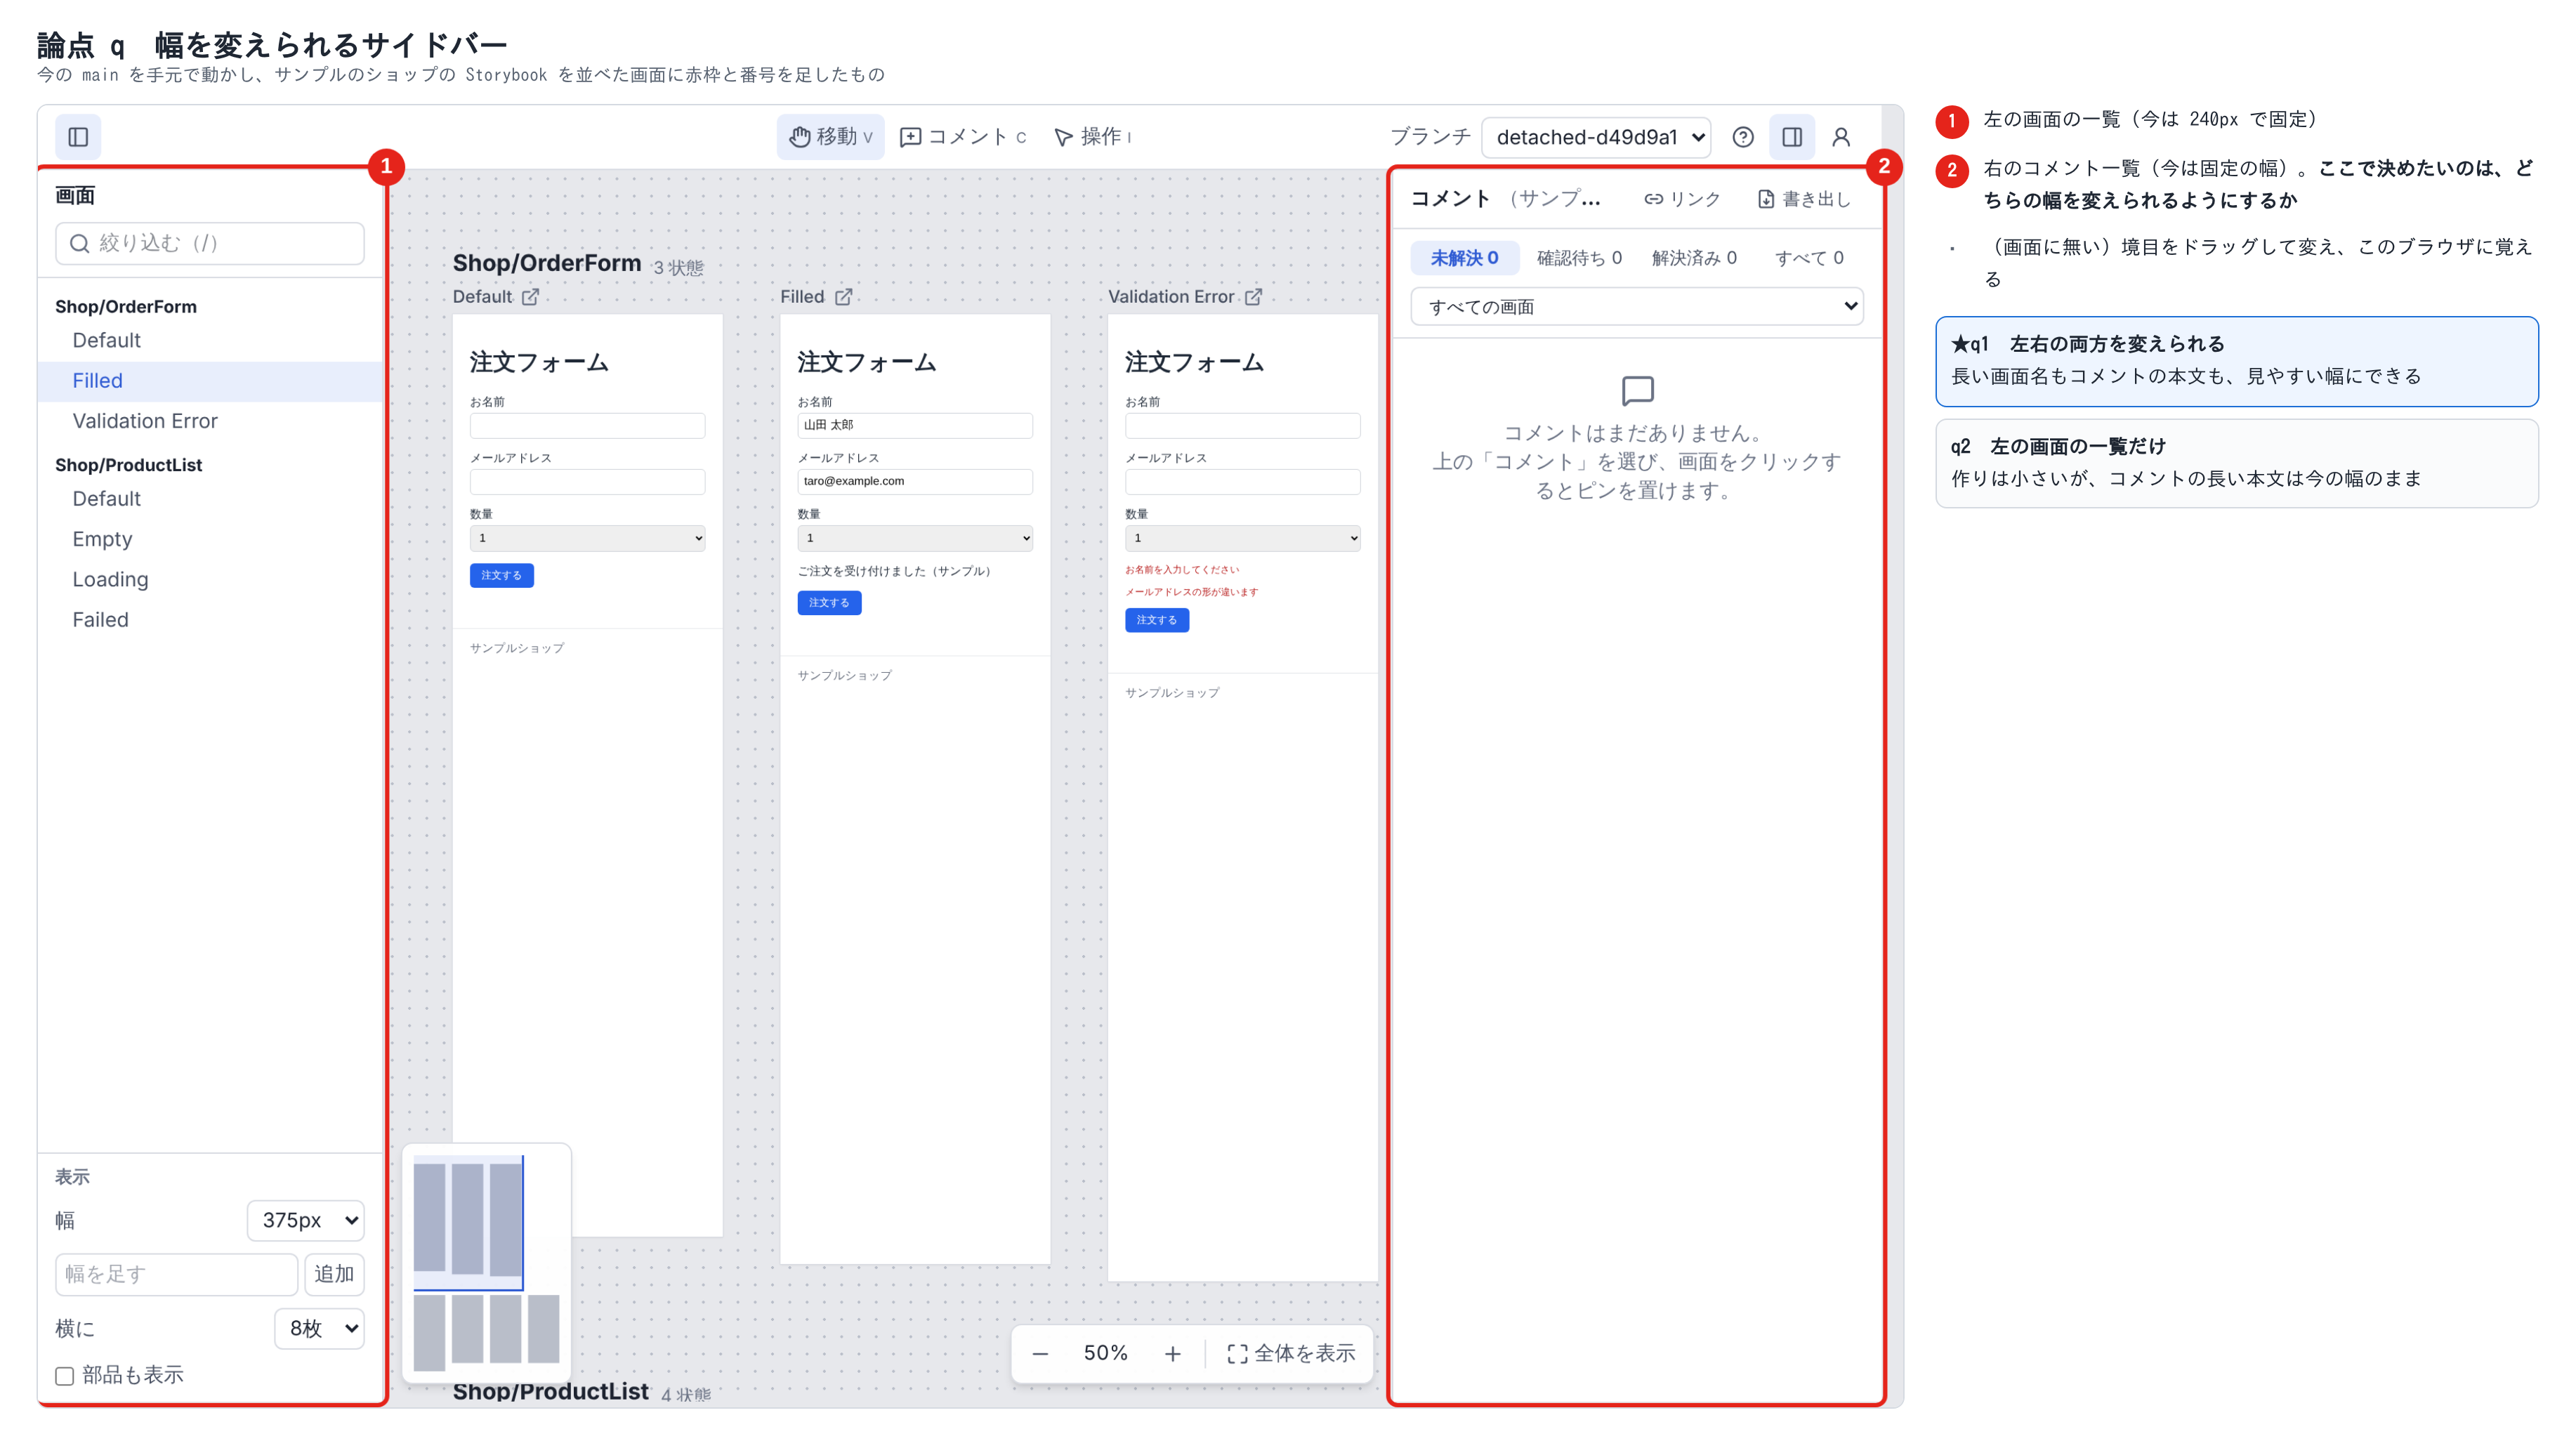 論点 q 幅を変えられるサイドバー
今の main を手元で動かし、サンプルのショップの Storybook を並べた画面に赤枠と番号を足したもの
移動 V
コメント C
操作 I
ブランチ
detached-d49d9a1
1
2
画面
絞り込む（/）
Shop/OrderForm
Default
Filled
Validation Error
Shop/ProductList
Default
Empty
Loading
Failed
表示
幅
375px
幅を足す
追加
横に
8枚
部品も表示
Shop/OrderForm 3 状態
Default
注文フォーム
お名前
メールアドレス
数量
1
注文する
サンプルショップ
Filled
注文フォーム
お名前
山田 太郎
メールアドレス
taro@example.com
数量
1
ご注文を受け付けました（サンプル）
注文する
サンプルショップ
Validation Error
注文フォーム
お名前
メールアドレス
数量
1
お名前を入力してください
メールアドレスの形が違います
注文する
サンプルショップ
50%
全体を表示
Shop/ProductList 4 状態
コメント （サンプ...
リンク
書き出し
未解決 0
確認待ち 0
解決済み 0
すべて 0
すべての画面
コメントはまだありません。
上の「コメント」を選び、画面をクリックす
るとピンを置けます。
1 左の画面の一覧（今は 240px で固定）
2 右のコメント一覧（今は固定の幅）。ここで決めたいのは、ど
ちらの幅を変えられるようにするか
・ （画面に無い）境目をドラッグして変え、このブラウザに覚え
る
★q1 左右の両方を変えられる
長い画面名もコメントの本文も、見やすい幅にできる
q2 左の画面の一覧だけ
作りは小さいが、コメントの長い本文は今の幅のまま